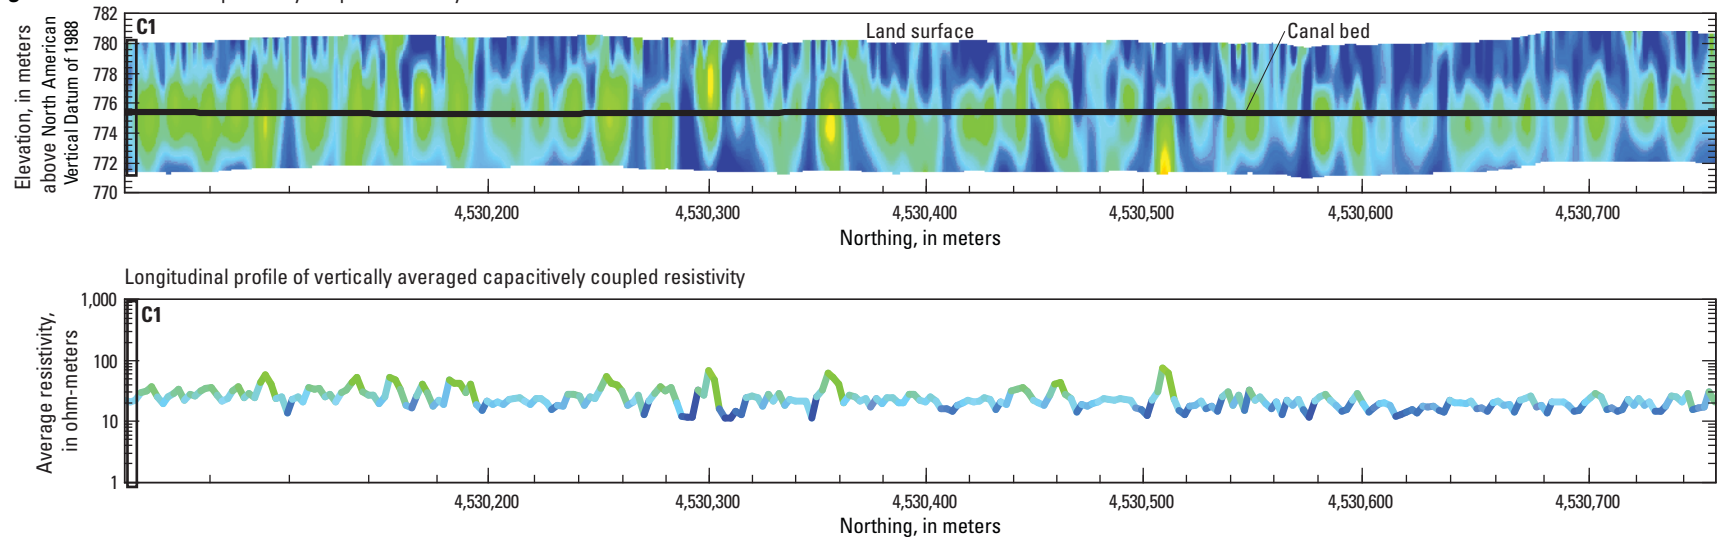 782
780
778
776
774
772
770
Elevation, in meters
above North American
Vertical Datum of 1988
C1
Land surface
Canal bed
4,530,200
4,530,300
4,530,400
4,530,500
4,530,600
4,530,700
Northing, in meters
Longitudinal profile of vertically averaged capacitively coupled resistivity
1,000
100
10
1
Average resistivity,
in ohm-meters
C1
4,530,200
4,530,300
4,530,400
4,530,500
4,530,600
4,530,700
Northing, in meters